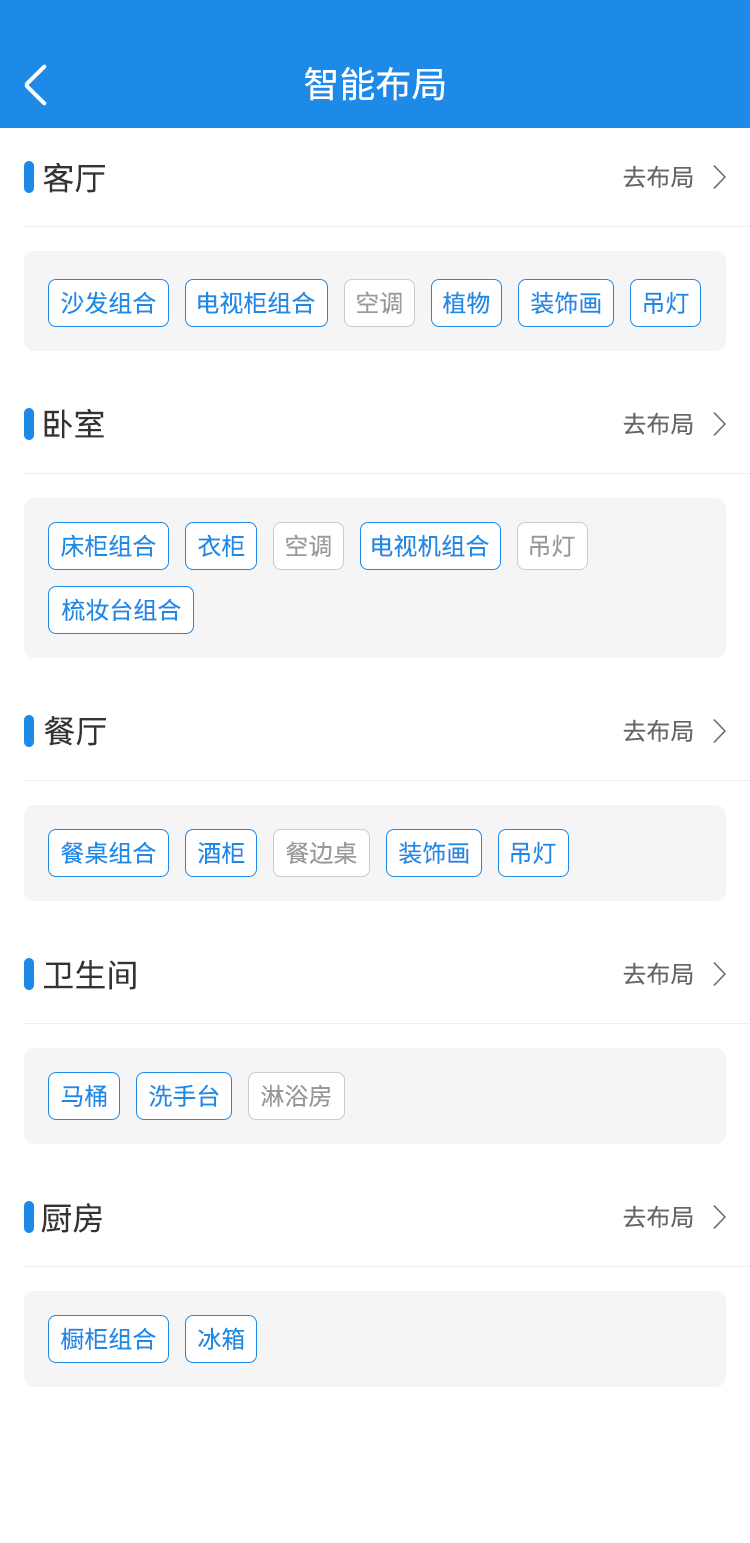 智能布局
客厅 去布局
沙发组合 电视柜组合 空调 植物 装饰画 吊灯
卧室 去布局
床柜组合 衣柜 空调 电视机组合 吊灯
梳妆台组合
餐厅 去布局
餐桌组合 酒柜 餐边桌 装饰画 吊灯
卫生间 去布局
马桶 洗手台 淋浴房
厨房 去布局
橱柜组合 冰箱